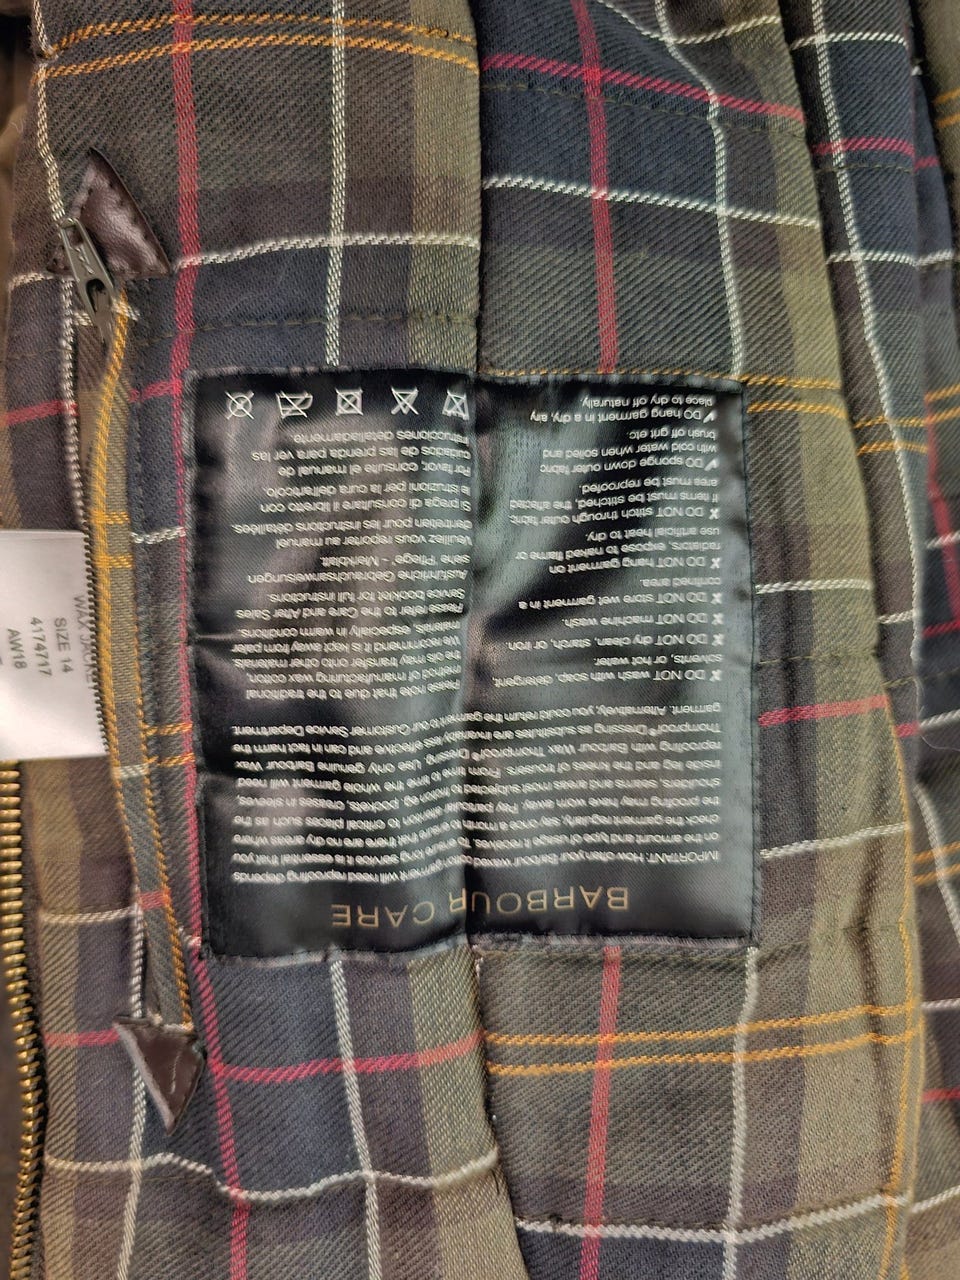 BARBOUR CARE
IMPORTANT: How often your Barbour waxed cotton garment will need reproofing depends
on the amount and type of wear it receives. To ensure long service it is essential that you
check the garment regularly, say once a month, and ensure that there are no dry areas where
the proofing may have worn away. Pay particular attention to critical places such as the
shoulders, creases in sleeves,
inside leg and the knees of trousers. From time to time the whole garment will need
reproofing with Barbour Wax Thornproof® Dressing. Use only genuine Barbour Wax
Thornproof® Dressing as substitutes are invariably less effective and can in fact harm the
garment. Alternatively, you could return the garment to our Customer Service Department.
✗ DO NOT wash with soap, detergent,
solvents, or hot water.
✗ DO NOT dry clean, starch, or iron.
✗ DO NOT machine wash.
✗ DO NOT store wet garment in a
confined area.
✗ DO NOT hang garment on
radiators, expose to naked flame or
use artificial heat to dry.
✗ DO NOT stitch through outer fabric
If items must be stitched, the affected
area must be reproofed.
✓ DO sponge down outer fabric
with cold water when soiled and
brush off grit etc.
✓ DO hang garment in a dry, airy
place to dry off naturally.
Please note that due to the traditional
method of manufacturing wax cotton,
the oils may transfer onto other materials.
We recommend it is kept away from paler
materials, especially in warm conditions.
Please refer to the Care and After Sales
Service booklet for full instructions.
Ausführliche Gebrauchsanweisungen
siehe Pflege - Merkblatt.
Veuillez vous reporter au manuel
d'entretien pour les instructions détaillées.
Si prega di consultare il libretto con
le istruzioni per la cura dell'articolo.
Por favor, consulte el manual de
cuidados de las prenda para ver las
instrucciones detalladamente.
WAX JACK
SIZE 14
4174717
AW18